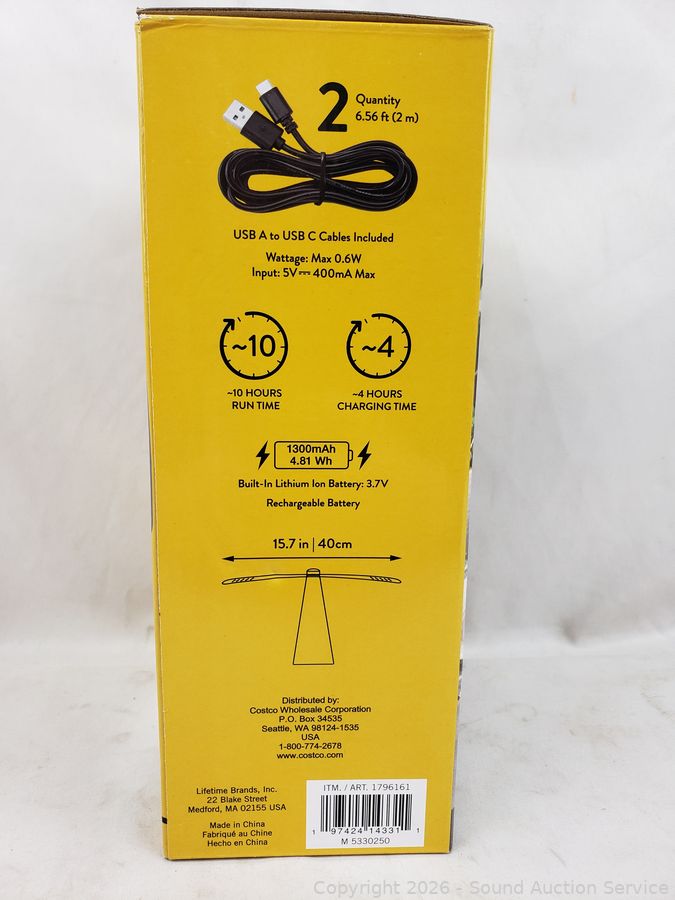 2 Quantity
6.56 ft (2 m)
USB A to USB C Cables Included
Wattage: Max 0.6W
Input: 5V⎓400mA Max
~10
~4
~10 HOURS
RUN TIME
~4 HOURS
CHARGING TIME
1300mAh
4.81 Wh
Built-In Lithium Ion Battery: 3.7V
Rechargeable Battery
15.7 in | 40cm
Distributed by:
Costco Wholesale Corporation
P.O. Box 34535
Seattle, WA 98124-1535
USA
1-800-774-2678
www.costco.com
Lifetime Brands, Inc.
22 Blake Street
Medford, MA 02155 USA
Made in China
Fabriqué au Chine
Hecho en China
ITM. / ART. 1796161
1 97424 14331 1
M 5330250
Copyright 2026 - Sound Auction Service